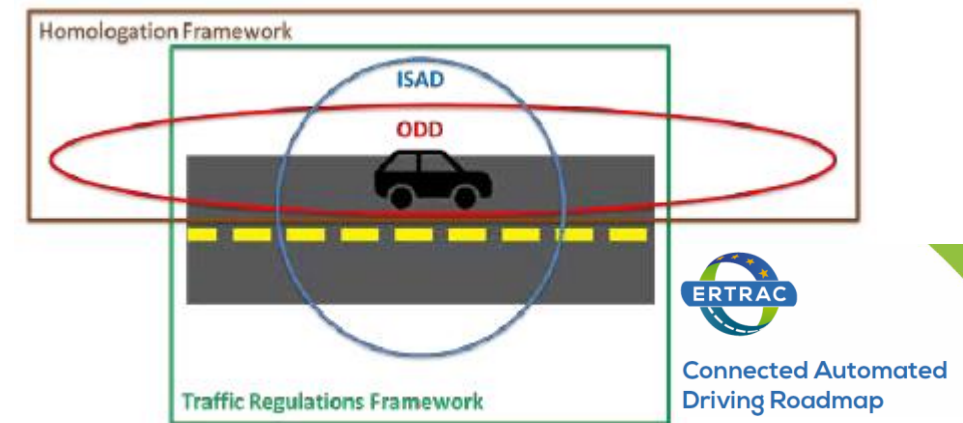 Homologation Framework
ISAD
ODD
ERTRAC
Connected Automated
Driving Roadmap
Traffic Regulations Framework